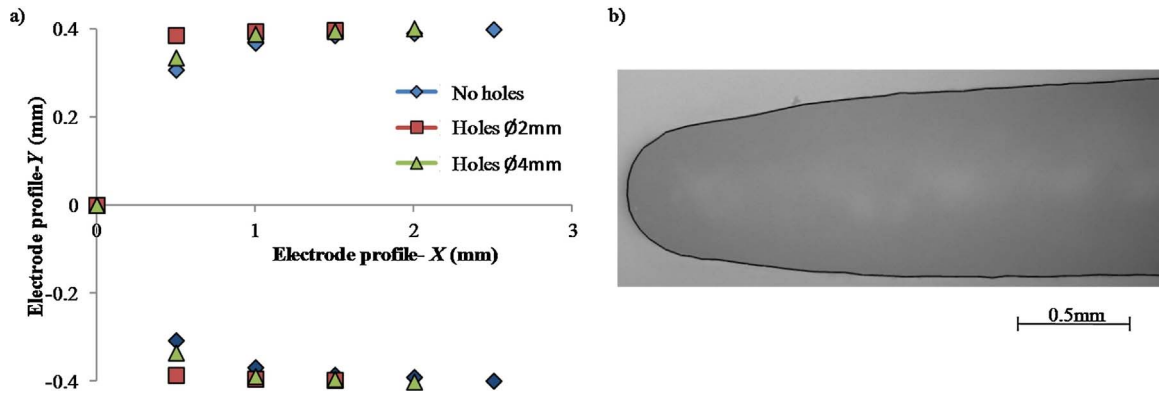 a)
0.4
0.2
0
-0.2
-0.4
Electrode profile-Y (mm)
No holes
Holes Ø2mm
Holes Ø4mm
0 1 2 3
Electrode profile- X (mm)
b)
0.5mm